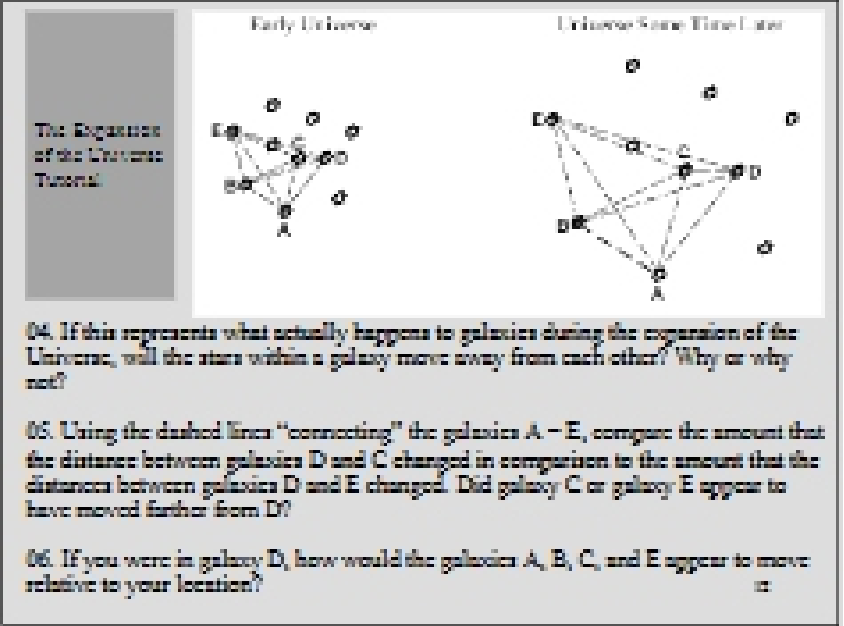 Early Universe
Universe Some Time Later
The Expansion
of the Universe
Tutorial
E
C
D
B
A
E
C
D
B
A
04. If this represents what actually happens to galaxies during the expansion of the
Universe, will the stars within a galaxy move away from each other? Why or why
not?
05. Using the dashed lines "connecting" the galaxies A – E, compare the amount that
the distance between galaxies D and C changed in comparison to the amount that the
distances between galaxies D and E changed. Did galaxy C or galaxy E appear to
have moved farther from D?
06. If you were in galaxy D, how would the galaxies A, B, C, and E appear to move
relative to your location?